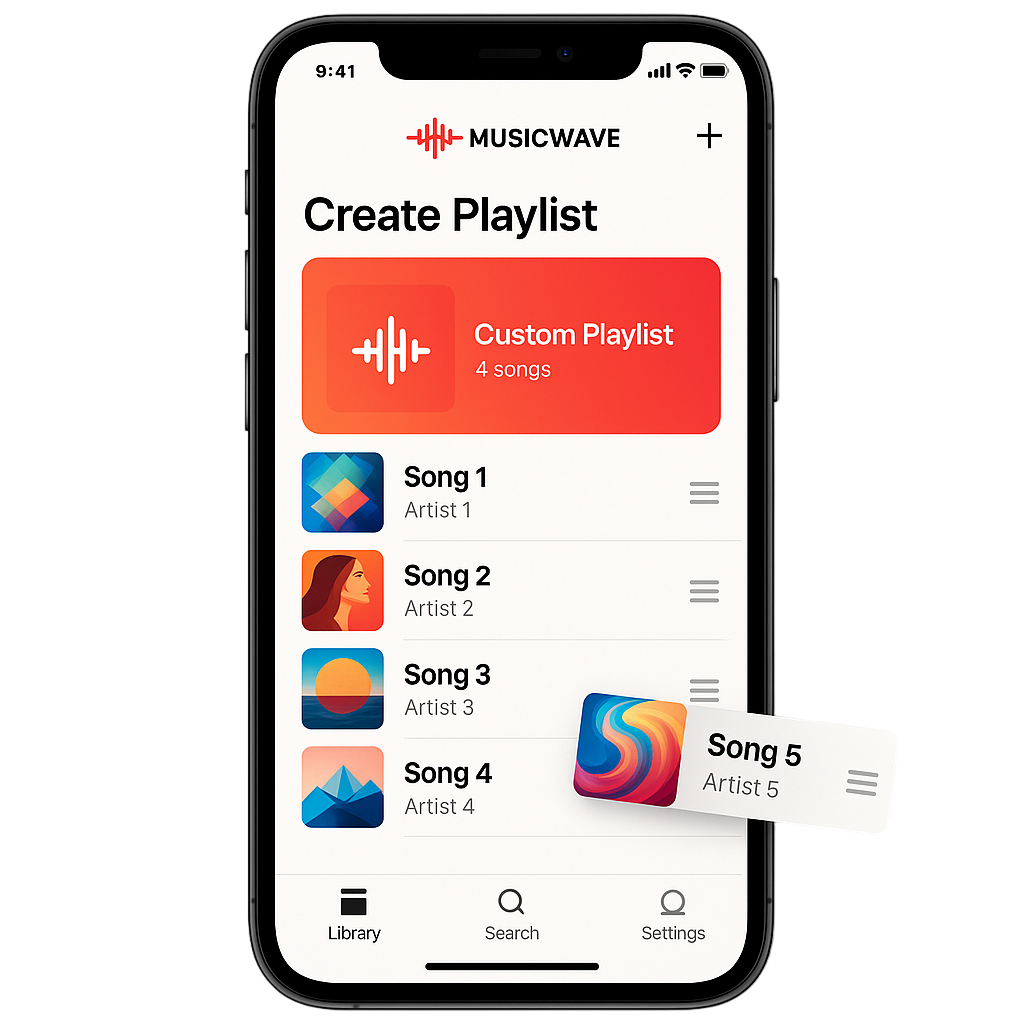 9:41
MUSICWAVE
Create Playlist
Custom Playlist
4 songs
Song 1
Artist 1
Song 2
Artist 2
Song 3
Artist 3
Song 4
Artist 4
Song 5
Artist 5
Library
Search
Settings